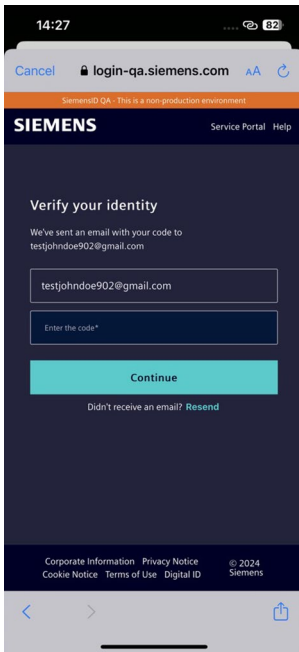 14:27
82
Cancel
login-qa.siemens.com
AA
SiemensID QA - This is a non-production environment
SIEMENS
Service Portal Help
Verify your identity
We've sent an email with your code to
testjohndoe902@gmail.com
testjohndoe902@gmail.com
Enter the code*
Continue
Didn't receive an email? Resend
Corporate Information Privacy Notice
Cookie Notice Terms of Use Digital ID
© 2024
Siemens